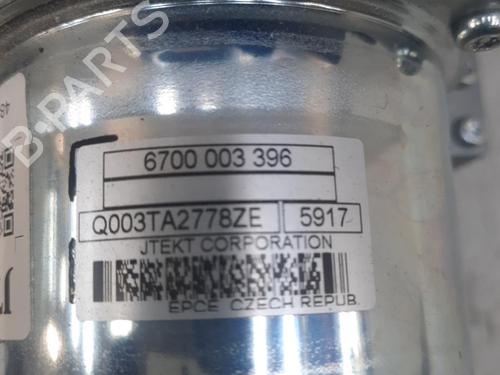 6700 003 396
Q003TA2778ZE 5917
JTEKT CORPORATION
EPCE CZECH REPUB.
B-PARTS